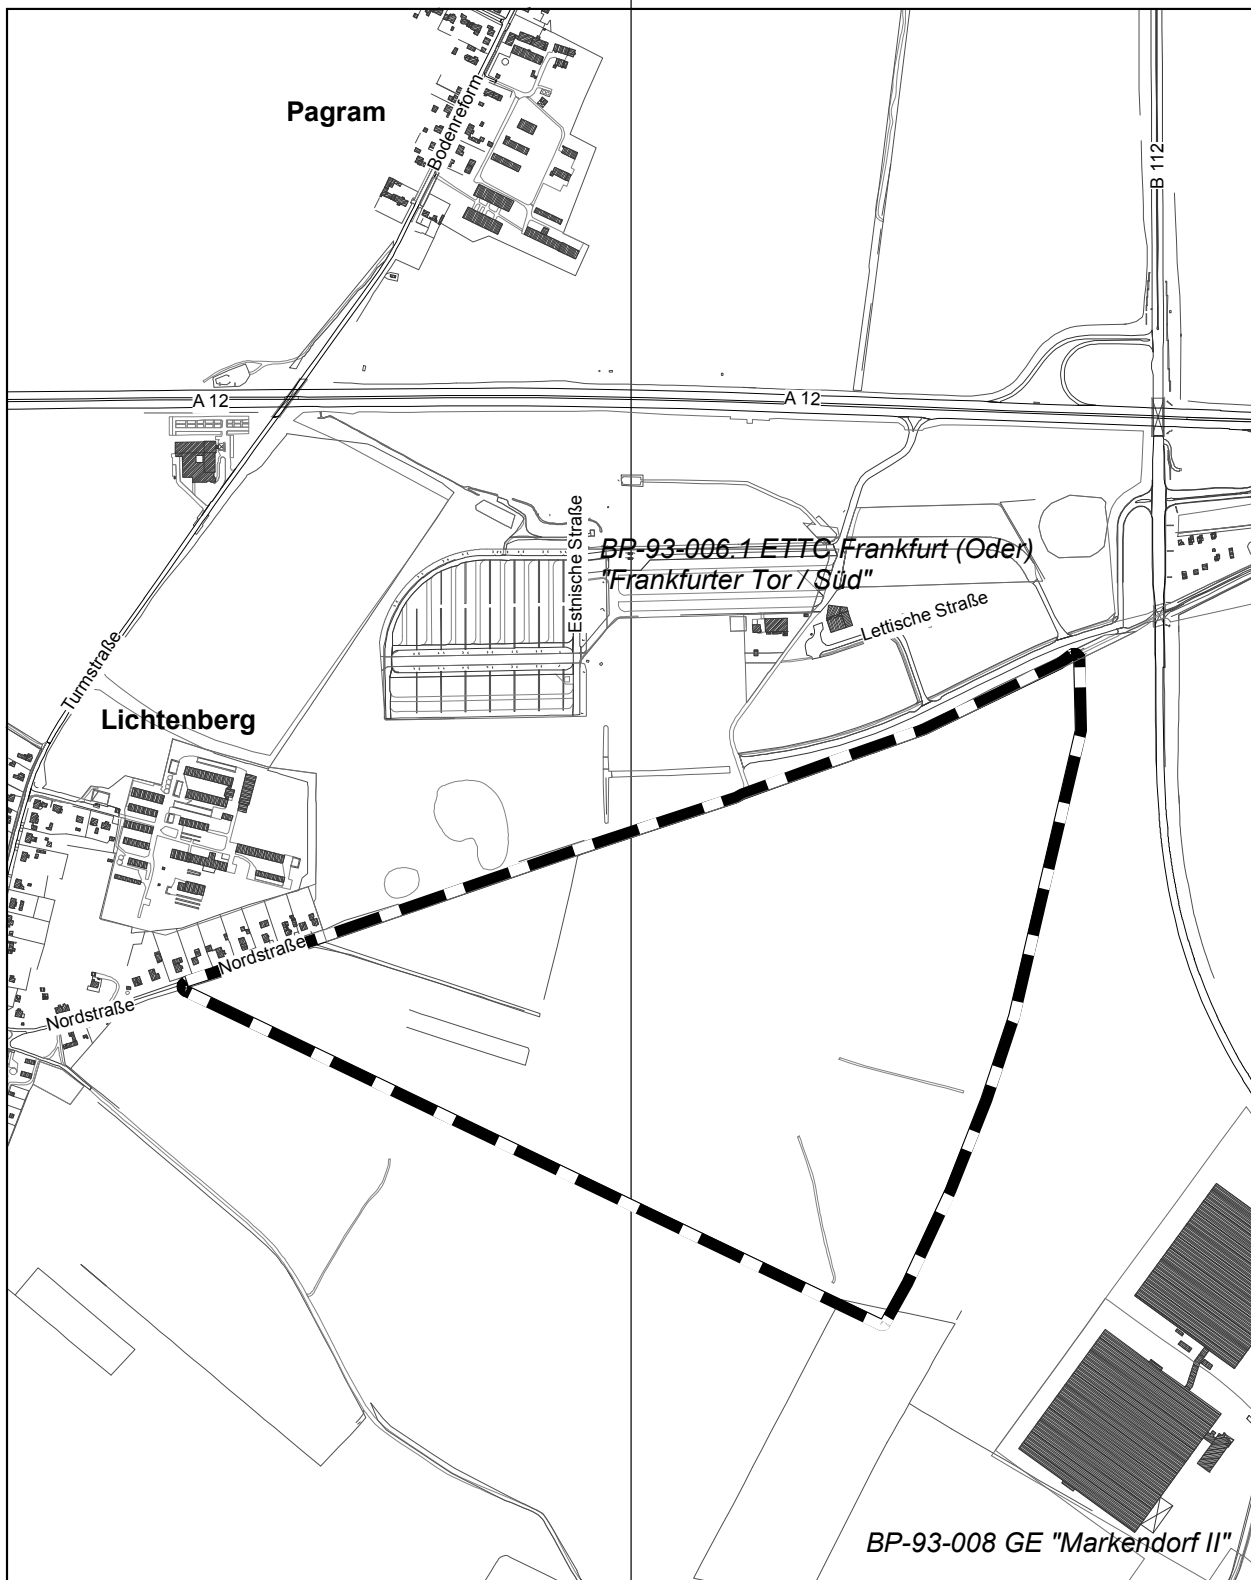 Pagram
Bodenreform
B 112
A 12
A 12
Estnische Straße
BP-93-006.1 ETTC Frankfurt (Oder)
"Frankfurter Tor / Süd"
Lettische Straße
Turmstraße
Lichtenberg
Nordstraße
Nordstraße
BP-93-008 GE "Markendorf II"